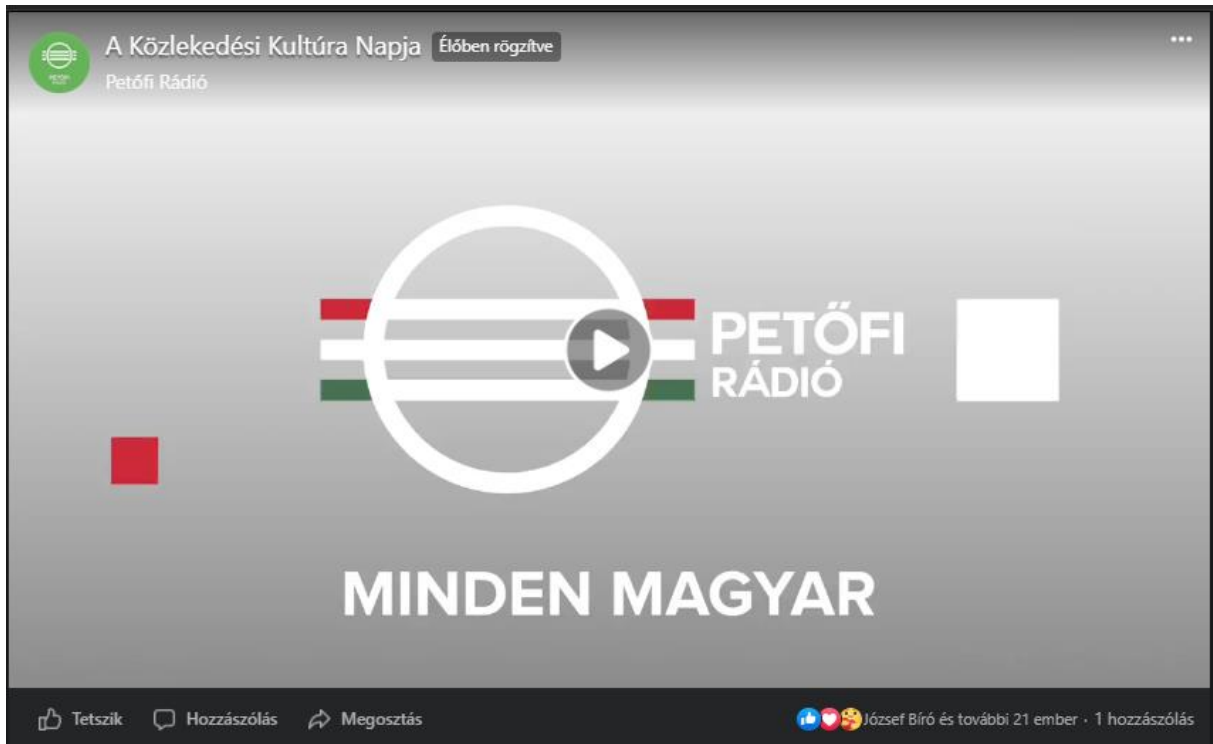 A Közlekedési Kultúra Napja Élőben rögzítve
Petőfi Rádió
PETŐFI
RÁDIÓ
MINDEN MAGYAR
Tetszik Hozzászólás Megosztás József Bíró és további 21 ember · 1 hozzászólás